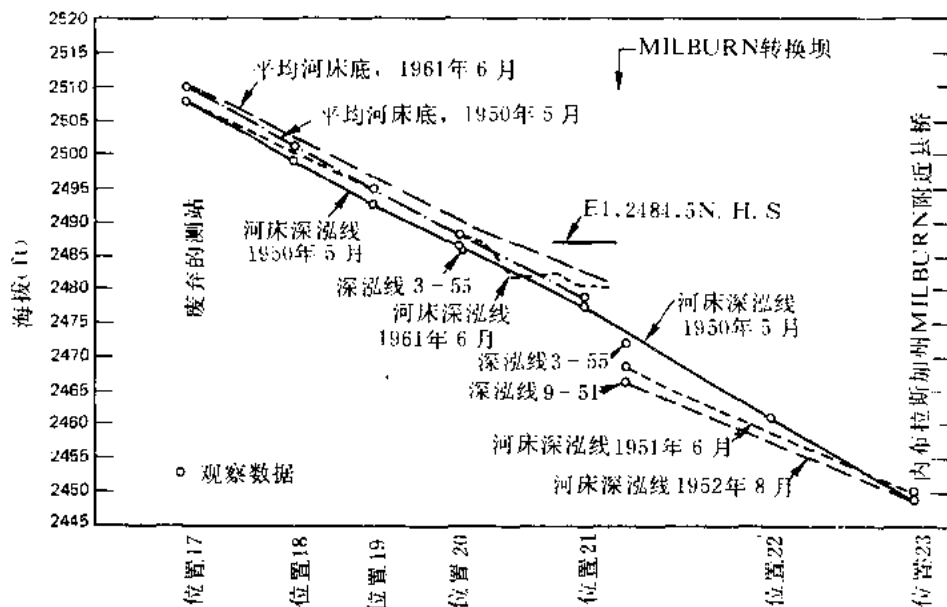 2520
2510
2505
2500
2495
2490
2485
2480
2475
2470
2465
2460
2455
2450
2445
海拔(ft)
MILBURN转换坝
平均河床底，1961年6月
平均河床底，1950年5月
E1.2484.5N.H.S
废弃的测站
河床深泓线
1950年5月
深泓线3-55
河床深泓线
1961年6月
河床深泓线
1950年5月
深泓线3-55
深泓线9-51
河床深泓线1951年6月
河床深泓线1952年8月
观察数据
内布拉斯加州MILBURN附近县桥
位置17
位置18
位置19
位置20
位置21
位置22
位置23